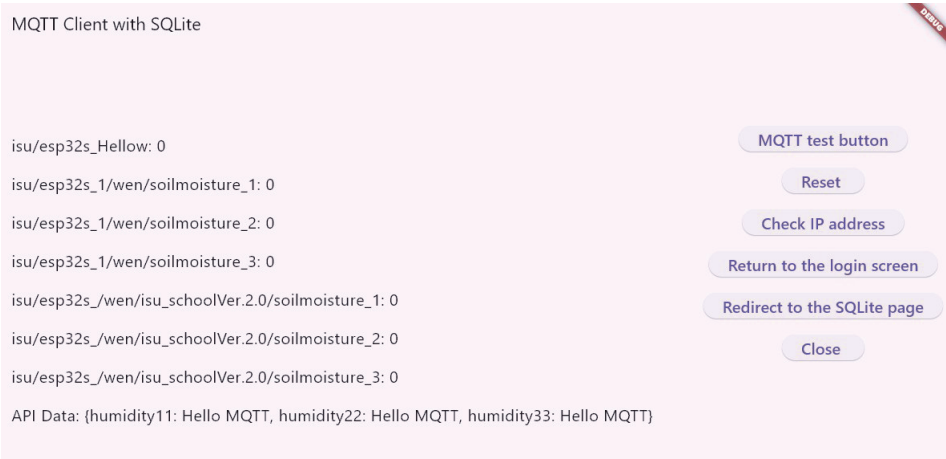 MQTT Client with SQLite
DEBUG
isu/esp32s_Hellow: 0
isu/esp32s_1/wen/soilmoisture_1: 0
isu/esp32s_1/wen/soilmoisture_2: 0
isu/esp32s_1/wen/soilmoisture_3: 0
isu/esp32s_/wen/isu_schoolVer.2.0/soilmoisture_1: 0
isu/esp32s_/wen/isu_schoolVer.2.0/soilmoisture_2: 0
isu/esp32s_/wen/isu_schoolVer.2.0/soilmoisture_3: 0
API Data: {humidity11: Hello MQTT, humidity22: Hello MQTT, humidity33: Hello MQTT}
MQTT test button
Reset
Check IP address
Return to the login screen
Redirect to the SQLite page
Close